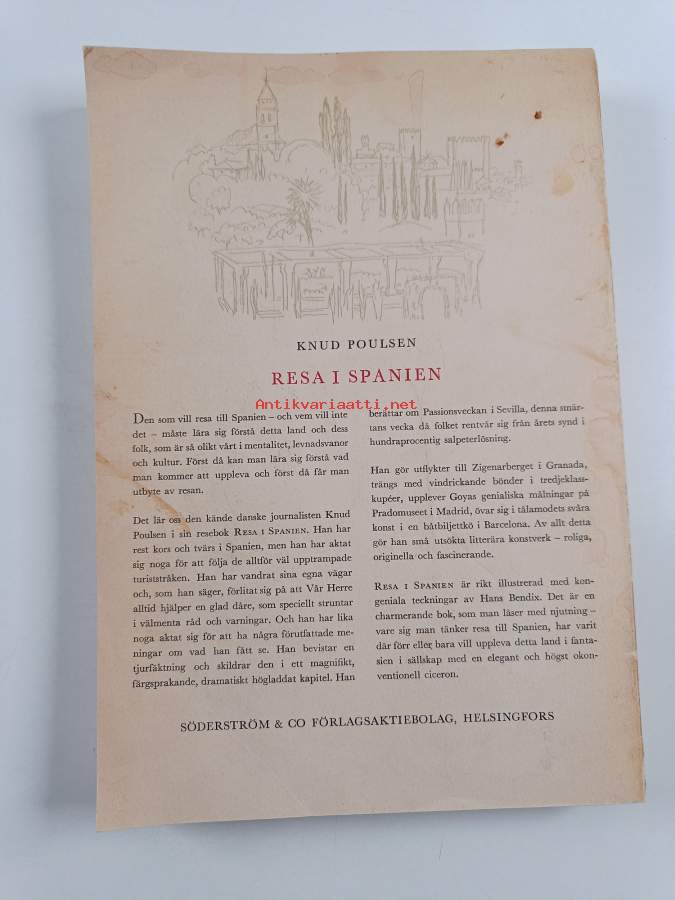 KNUD POULSEN
RESA I SPANIEN
Antikvariaatti.net
Den som vill resa till Spanien – och vem vill inte
det – måste lära sig förstå detta land och dess
folk, som är så olikt vårt i mentalitet, levnadsvanor
och kultur. Först då kan man lära sig förstå vad
man kommer att uppleva och först då får man
utbyte av resan.
Det lär oss den kände danske journalisten Knud
Poulsen i sin resebok RESA I SPANIEN. Han har
rest kors och tvärs i Spanien, men han har aktat
sig noga för att följa de alltför väl upptrampade
turiststråken. Han har vandrat sina egna vägar
och, som han säger, förlitat sig på att Vår Herre
alltid hjälper en glad dåre, som speciellt struntar
i välmenta råd och varningar. Och han har lika
noga aktat sig för att ha några förutfattade me-
ningar om vad han fått se. Han bevistar en
tjurfäktning och skildrar den i ett magnifikt,
färgsprakande, dramatiskt högladdat kapitel. Han
berättar om Passionsveckan i Sevilla, denna smär-
tans vecka då folket rentvår sig från årets synd i
hundraprocentig salpeterlösning.
Han gör utflykter till Zigenarberget i Granada,
trängs med vindrickande bönder i tredjeklass-
kupéer, upplever Goyas genialiska målningar på
Pradomuseet i Madrid, övar sig i tålamodets svåra
konst i en båtbiljettkö i Barcelona. Av allt detta
gör han små utsökta litterära konstverk – roliga,
originella och fascinerande.
RESA I SPANIEN är rikt illustrerad med kon-
geniala teckningar av Hans Bendix. Det är en
charmerande bok, som man läser med njutning –
vare sig man tänker resa till Spanien, har varit
där förr eller bara vill uppleva detta land i fanta-
sien i sällskap med en elegant och högst okon-
ventionell ciceron.
SÖDERSTRÖM & CO FÖRLAGSAKTIEBOLAG, HELSINGFORS